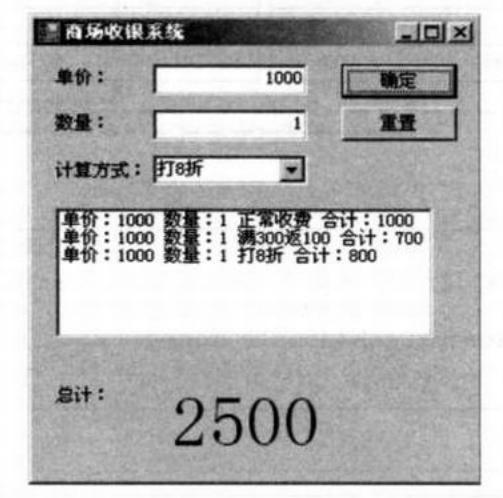 商场收银系统
单价： 1000 确定
数量： 1 重置
计算方式： 打8折
单价：1000 数量：1 正常收费 合计：1000
单价：1000 数量：1 满300返100 合计：700
单价：1000 数量：1 打8折 合计：800
总计： 2500